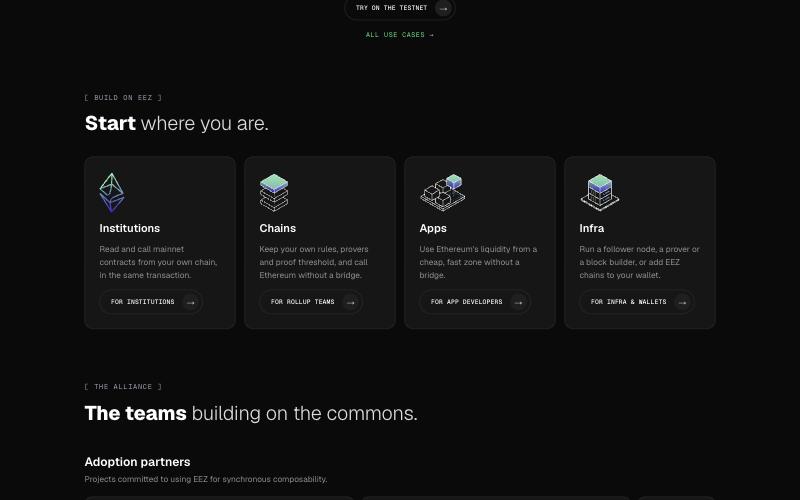 TRY ON THE TESTNET →
ALL USE CASES →
[ BUILD ON EEZ ]
Start where you are.
Institutions
Read and call mainnet
contracts from your own chain,
in the same transaction.
FOR INSTITUTIONS →
Chains
Keep your own rules, provers
and proof threshold, and call
Ethereum without a bridge.
FOR ROLLUP TEAMS →
Apps
Use Ethereum's liquidity from a
cheap, fast zone without a
bridge.
FOR APP DEVELOPERS →
Infra
Run a follower node, a prover or
a block builder, or add EEZ
chains to your wallet.
FOR INFRA & WALLETS →
[ THE ALLIANCE ]
The teams building on the commons.
Adoption partners
Projects committed to using EEZ for synchronous composability.